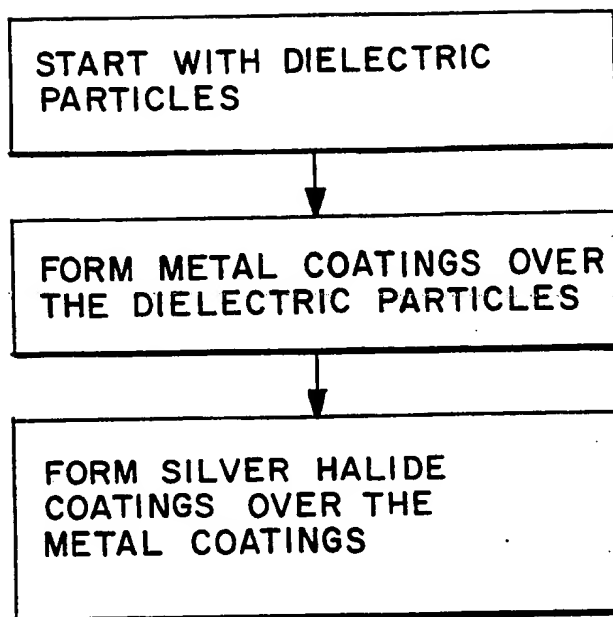 START WITH DIELECTRIC
PARTICLES
FORM METAL COATINGS OVER
THE DIELECTRIC PARTICLES
FORM SILVER HALIDE
COATINGS OVER THE
METAL COATINGS